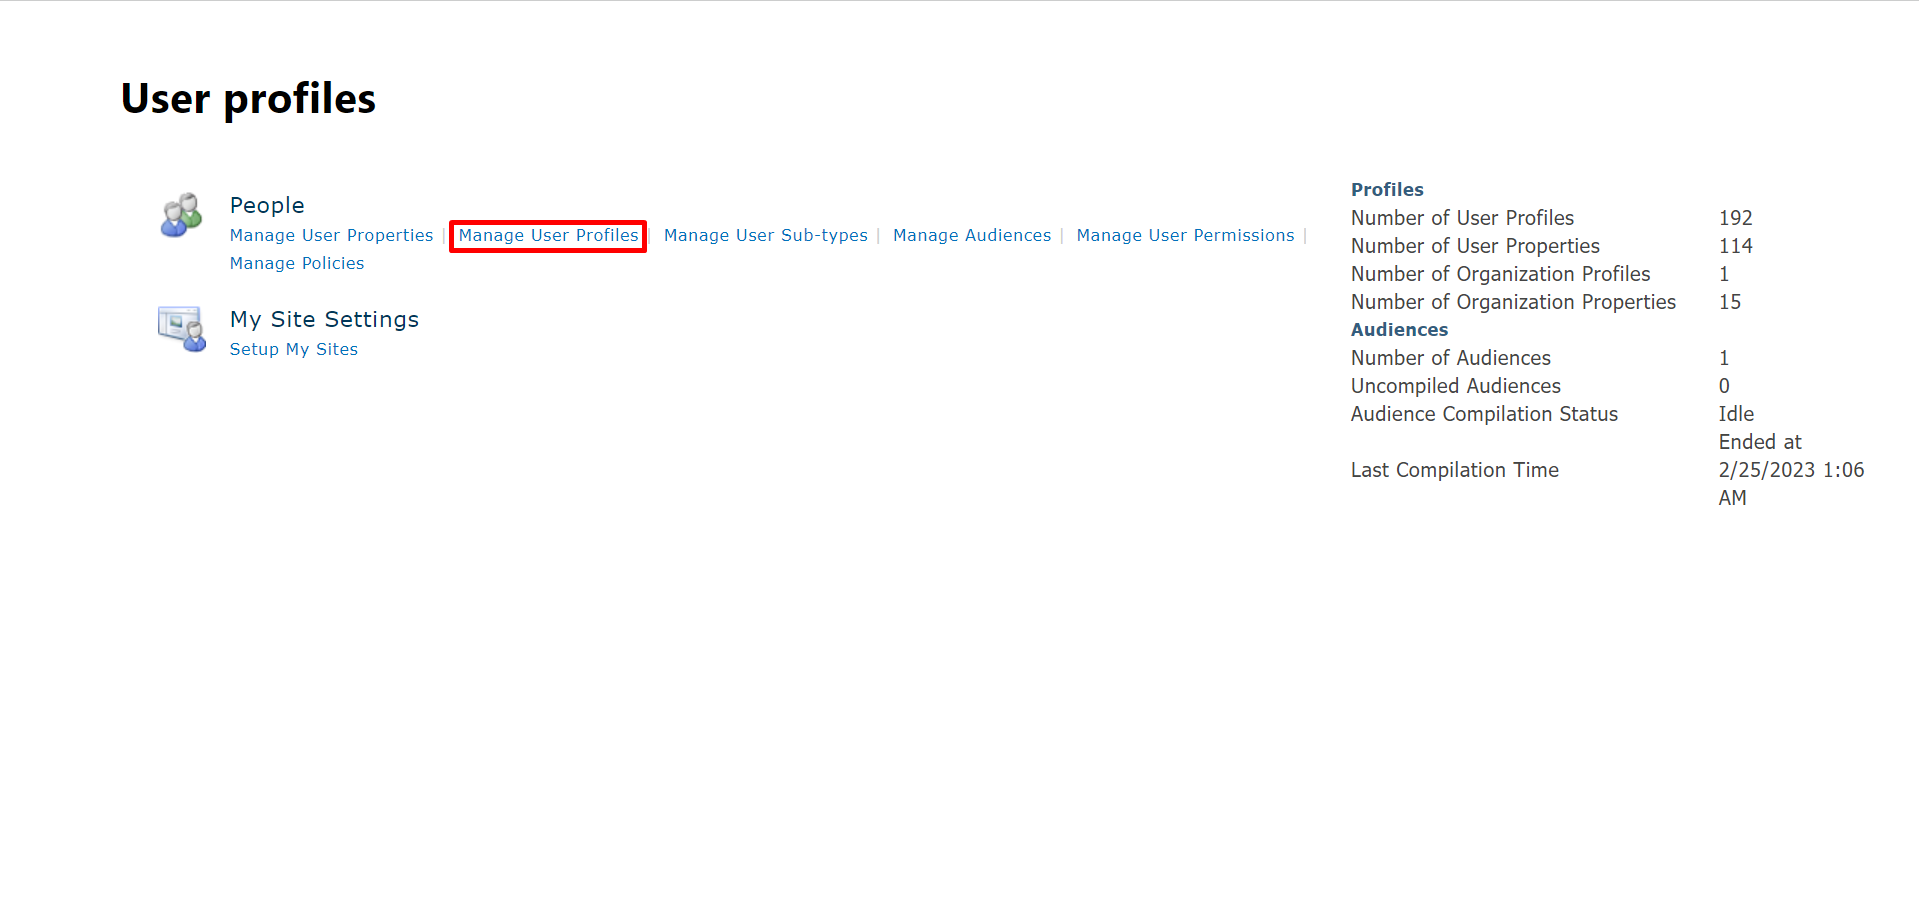 User profiles
People
Manage User Properties | Manage User Profiles | Manage User Sub-types | Manage Audiences | Manage User Permissions |
Manage Policies
My Site Settings
Setup My Sites
Profiles
Number of User Profiles 192
Number of User Properties 114
Number of Organization Profiles 1
Number of Organization Properties 15
Audiences
Number of Audiences 1
Uncompiled Audiences 0
Audience Compilation Status Idle
Ended at
Last Compilation Time 2/25/2023 1:06
AM